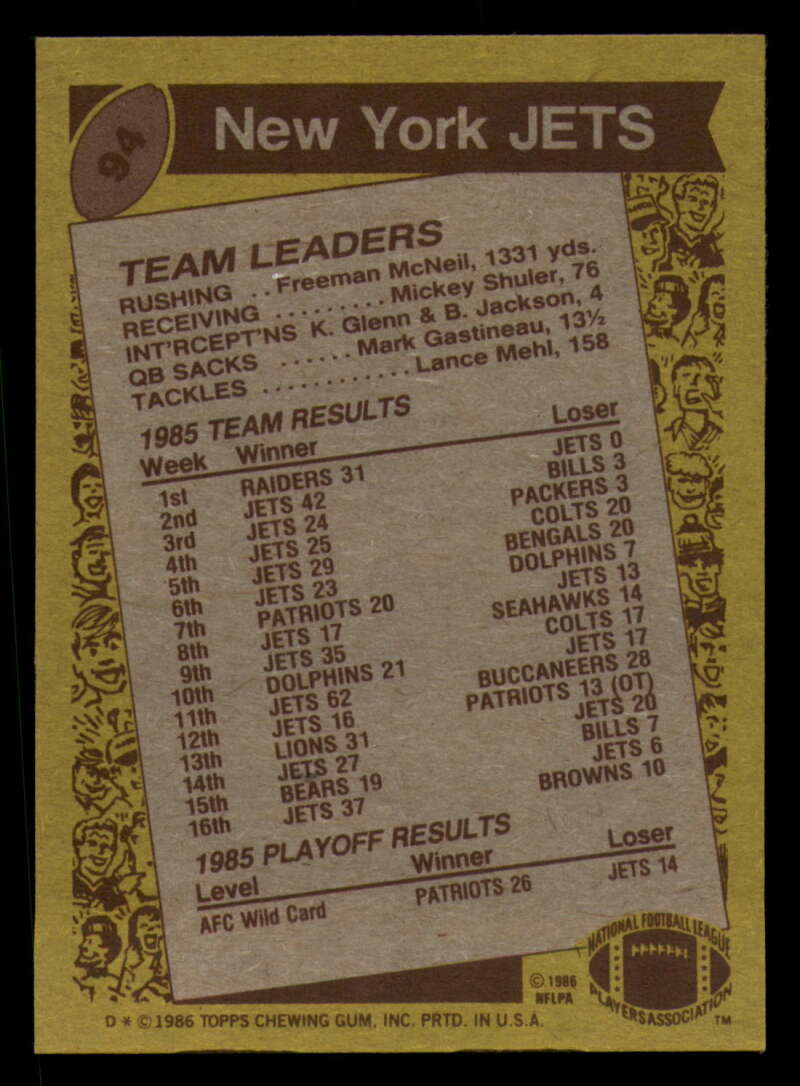 94
New York JETS
TEAM LEADERS
RUSHING .. Freeman McNeil, 1331 yds.
RECEIVING ......... Mickey Shuler, 76
INT'RCEPT'NS K. Glenn & B. Jackson, 4
QB SACKS ...... Mark Gastineau, 13½
TACKLES ............ Lance Mehl, 158
1985 TEAM RESULTS
Week Winner Loser
1st RAIDERS 31 JETS 0
2nd JETS 42 BILLS 3
3rd JETS 24 PACKERS 3
4th JETS 25 COLTS 20
5th JETS 29 BENGALS 20
6th JETS 23 DOLPHINS 7
7th PATRIOTS 20 JETS 13
8th JETS 17 SEAHAWKS 14
9th JETS 35 COLTS 17
10th DOLPHINS 21 JETS 17
11th JETS 62 BUCCANEERS 28
12th JETS 16 PATRIOTS 13 (OT)
13th LIONS 31 JETS 20
14th JETS 27 BILLS 7
15th BEARS 19 JETS 6
16th JETS 37 BROWNS 10
1985 PLAYOFF RESULTS
Level Winner Loser
AFC Wild Card PATRIOTS 26 JETS 14
NATIONAL FOOTBALL LEAGUE
PLAYERS ASSOCIATION
TM
© 1986
NFLPA
D * © 1986 TOPPS CHEWING GUM, INC. PRTD. IN U.S.A.